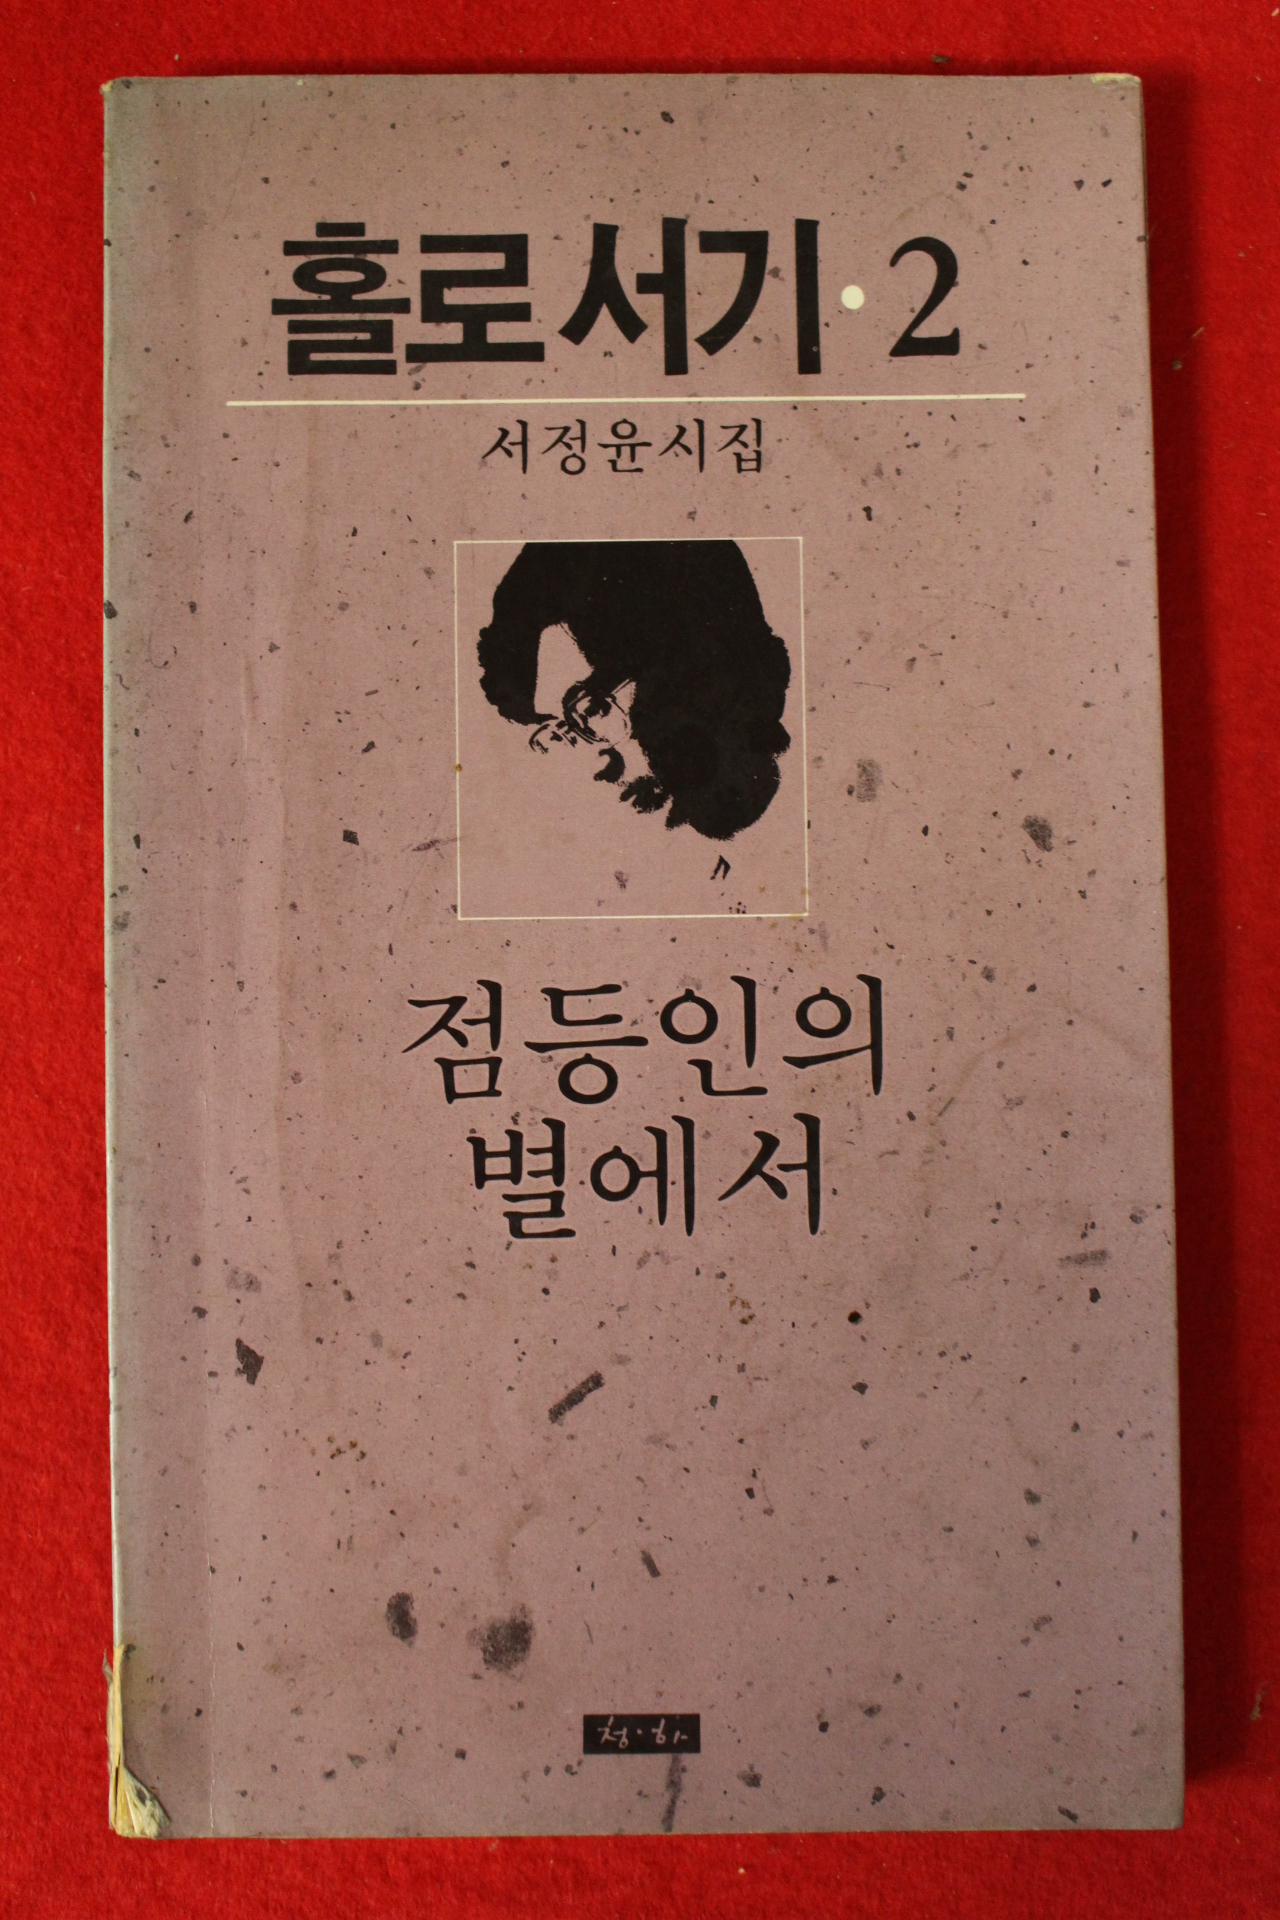 홀로서기·2
서정윤시집
점등인의
별에서
청·하